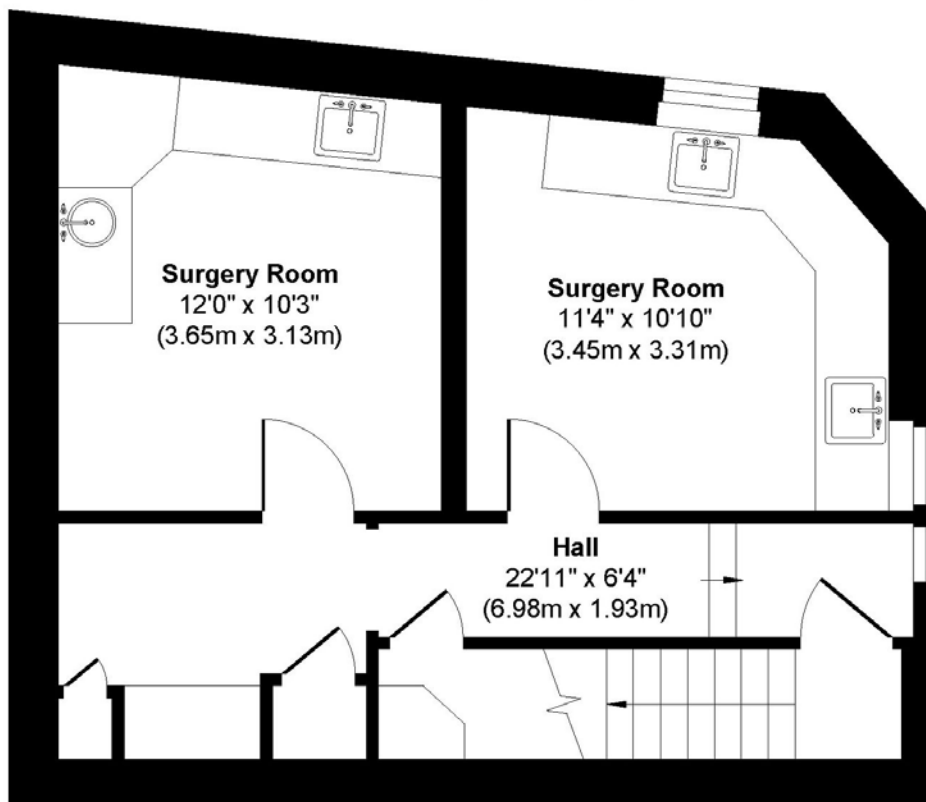 Surgery Room
12'0" x 10'3"
(3.65m x 3.13m)
Surgery Room
11'4" x 10'10"
(3.45m x 3.31m)
Hall
22'11" x 6'4"
(6.98m x 1.93m)